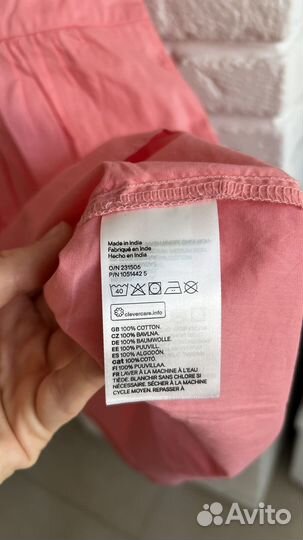 Made in India
Fabriqué en Inde
Hecho en India
O/N 231506
P/N 1051442 5
40
clevercare.info
GB 100% COTTON.
CZ 100% BAVLNA.
DE 100% BAUMWOLLE.
EE 100% PUUVILL.
ES 100% ALGODÓN.
cat 100% COTÓ.
FI 100% PUUVILLAA.
FR LAVER À LA MACHINE À L'EAU
TIÈDE. BLANCHIR SANS CHLORE SI
NÉCESSAIRE. SÉCHER À LA MACHINE
CYCLE MOYEN. REPASSER À
Avito